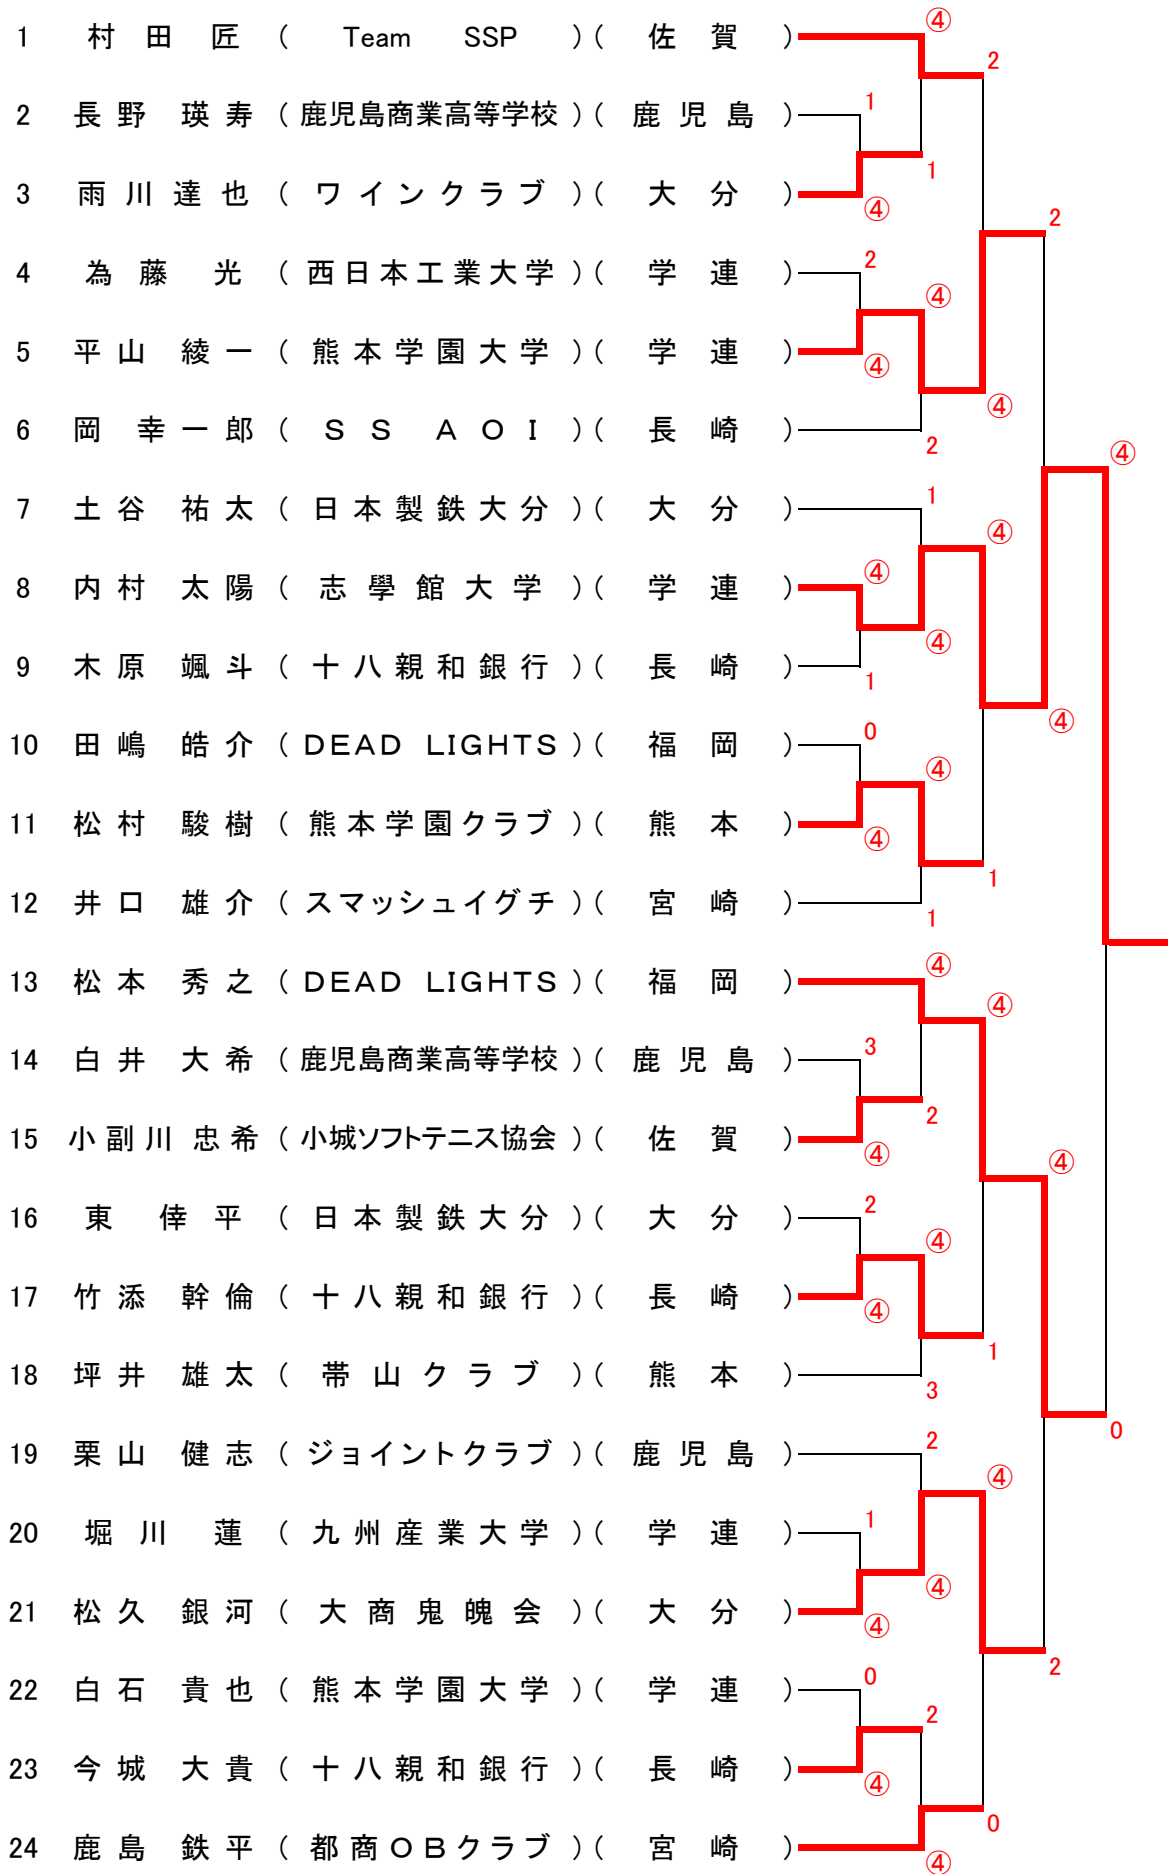 ④
1 村田 匠 ( Team SSP )( 佐賀 )
2
2 長野 瑛寿 ( 鹿児島商業高等学校 )( 鹿児島 )
1
1
3 雨川達也 ( ワインクラブ )( 大分 )
④
2
4 為藤 光 ( 西日本工業大学 )( 学連 )
2
④
5 平山 綾一 ( 熊本学園大学 )( 学連 )
④
④
6 岡 幸一郎 ( SS AOI )( 長崎 )
2
④
7 土谷 祐太 ( 日本製鉄大分 )( 大分 )
1
④
8 内村 太陽 ( 志學館大学 )( 学連 )
④
④
9 木原 颯斗 ( 十八親和銀行 )( 長崎 )
1
④
10 田嶋 皓介 ( DEAD LIGHTS )( 福岡 )
0
④
11 松村 駿樹 ( 熊本学園クラブ )( 熊本 )
④
1
12 井口 雄介 ( スマッシュイグチ )( 宮崎 )
1
④
13 松本 秀之 ( DEAD LIGHTS )( 福岡 )
④
14 白井 大希 ( 鹿児島商業高等学校 )( 鹿児島 )
3
2
15 小副川 忠希 ( 小城ソフトテニス協会 )( 佐賀 )
④
④
16 東 倖平 ( 日本製鉄大分 )( 大分 )
2
④
17 竹添 幹倫 ( 十八親和銀行 )( 長崎 )
④
1
18 坪井 雄太 ( 帯山クラブ )( 熊本 )
3
0
19 栗山 健志 ( ジョイントクラブ )( 鹿児島 )
2
④
20 堀川 蓮 ( 九州産業大学 )( 学連 )
1
④
21 松久 銀河 ( 大商鬼魄会 )( 大分 )
④
2
22 白石 貴也 ( 熊本学園大学 )( 学連 )
0
2
23 今城 大貴 ( 十八親和銀行 )( 長崎 )
④
0
24 鹿島 鉄平 ( 都商OBクラブ )( 宮崎 )
④